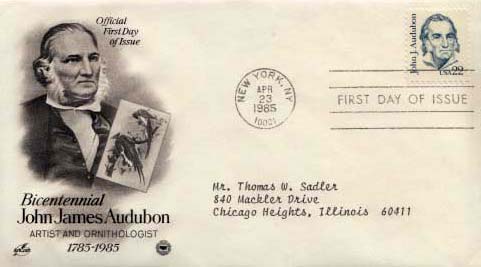 Official
First Day
of Issue
Bicentennial
John James Audubon
ARTIST AND ORNITHOLOGIST
1785-1985
NEW YORK, NY
APR
23
1985
10001
FIRST DAY OF ISSUE
John J. Audubon
USA 22
Mr. Thomas W. Sadler
840 Mackler Drive
Chicago Heights, Illinois 60411